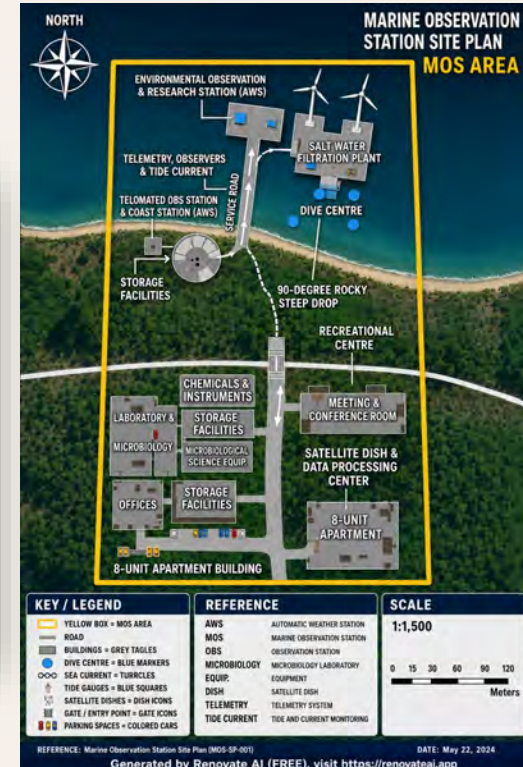 NORTH
MARINE OBSERVATION
STATION SITE PLAN
MOS AREA
ENVIRONMENTAL OBSERVATION
& RESEARCH STATION (AWS)
SALT WATER
FILTRATION PLANT
TELEMETRY, OBSERVERS
& TIDE CURRENT
SERVICE ROAD
DIVE CENTRE
TELOMATED OBS STATION
& COAST STATION (AWS)
STORAGE
FACILITIES
90-DEGREE ROCKY
STEEP DROP
RECREATIONAL
CENTRE
CHEMICALS &
INSTRUMENTS
LABORATORY &
MICROBIOLOGY
STORAGE
FACILITIES
MICROBIOLOGICAL
SCIENCE EQUIP.
MEETING &
CONFERENCE ROOM
SATELLITE DISH &
DATA PROCESSING
CENTER
OFFICES
STORAGE
FACILITIES
8-UNIT
APARTMENT
8-UNIT APARTMENT BUILDING
KEY / LEGEND
YELLOW BOX = MOS AREA
ROAD
BUILDINGS = GREY TAGLES
DIVE CENTRE = BLUE MARKERS
SEA CURRENT = TURRCLES
TIDE GAUGES = BLUE SQUARES
SATELLITE DISHES = DISH ICONS
GATE / ENTRY POINT = GATE ICONS
PARKING SPACES = COLORED CARS
REFERENCE
AWS AUTOMATIC WEATHER STATION
MOS MARINE OBSERVATION STATION
OBS OBSERVATION STATION
MICROBIOLOGY MICROBIOLOGY LABORATORY
EQUIP. EQUIPMENT
DISH SATELLITE DISH
TELEMETRY TELEMETRY SYSTEM
TIDE CURRENT TIDE AND CURRENT MONITORING
SCALE
1:1,500
0 15 30 60 90 120
Meters
REFERENCE: Marine Observation Station Site Plan (MOS-SP-001)
DATE: May 22, 2024
Generated by Renovate AI (FREE), visit https://renovateai.app